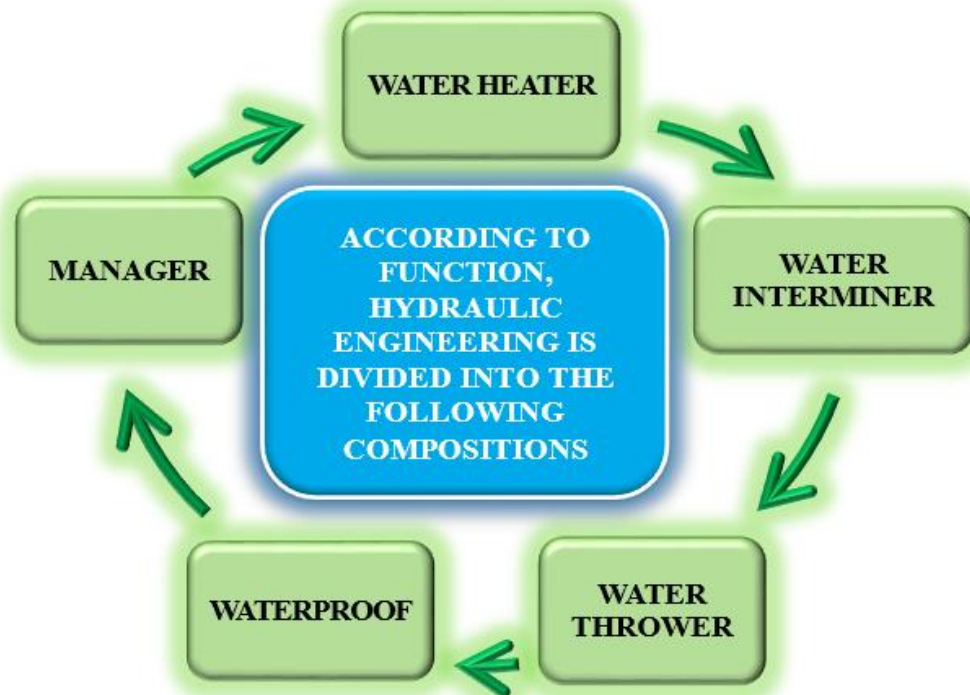 WATER HEATER
WATER
INTERMINER
WATER
THROWER
WATERPROOF
MANAGER
ACCORDING TO
FUNCTION,
HYDRAULIC
ENGINEERING IS
DIVIDED INTO THE
FOLLOWING
COMPOSITIONS